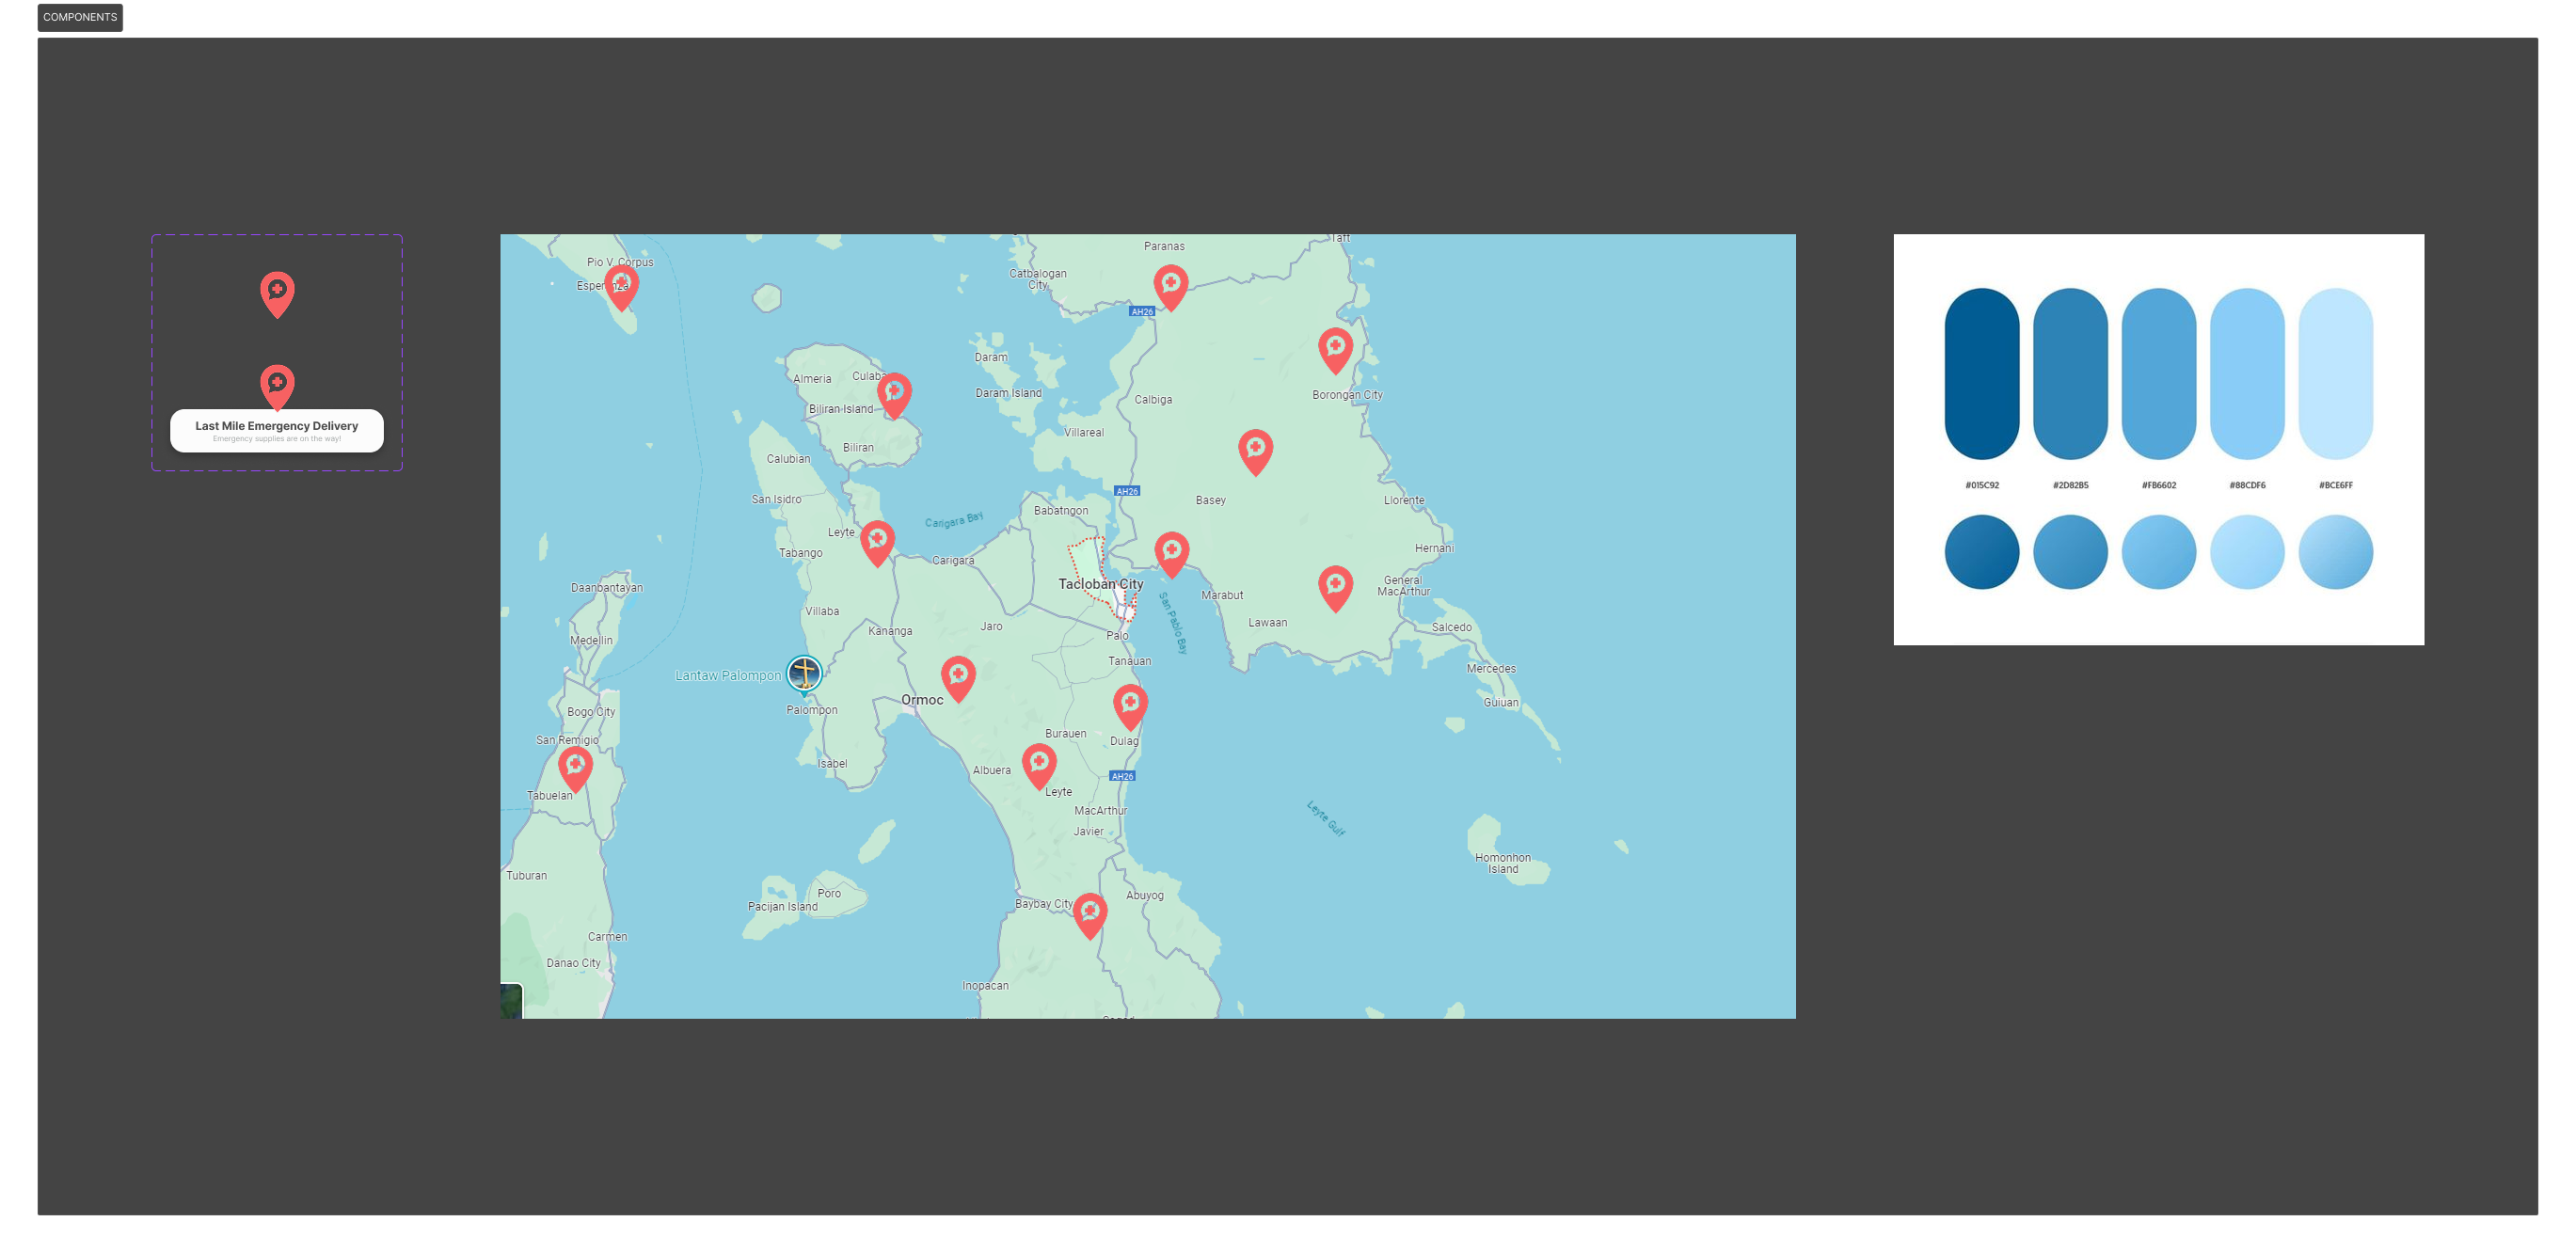 COMPONENTS
Last Mile Emergency Delivery
Emergency supplies are on the way!
Pio V. Corpus
Esperanza
Catbalogan
City
Paranas
Taft
AH26
Daram
Daram Island
Almeria
Biliran Island
Biliran
Calbiga
Villareal
Borongan City
Calubian
San Isidro
Leyte
Tabango
Carigara Bay
Carigara
Babatngon
AH26
Basey
Llorente
Hernani
General
MacArthur
Tacloban City
San Pablo Bay
Marabut
Lawaan
Salcedo
Mercedes
Guiuan
Daanbantayan
Medellin
Villaba
Kananga
Jaro
Palo
Tanauan
Lantaw Palompon
Palompon
Ormoc
Bogo City
San Remigio
Tabuelan
Isabel
Albuera
Burauen
Dulag
AH26
Leyte
MacArthur
Javier
Leyte Gulf
Homonhon
Island
Tuburan
Poro
Pacijan Island
Baybay City
Abuyog
Carmen
Danao City
Inopacan
#015C92
#2D82B5
#FB6602
#88CDF6
#BCE6FF